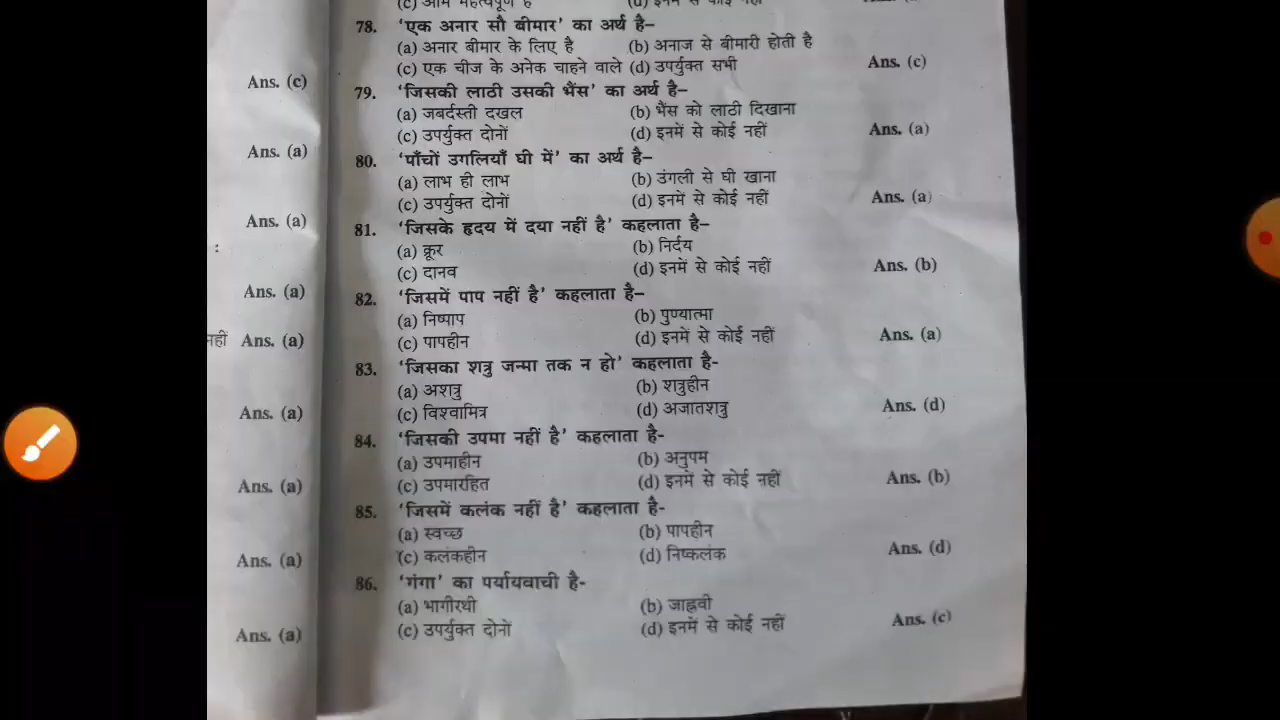 Ans. (c)
Ans. (a)
Ans. (a)
:
Ans. (a)
नहीं Ans. (a)
Ans. (a)
Ans. (a)
Ans. (a)
Ans. (a)
78. 'एक अनार सौ बीमार' का अर्थ है–
(a) अनार बीमार के लिए है (b) अनाज से बीमारी होती है
(c) एक चीज के अनेक चाहने वाले (d) उपर्युक्त सभी Ans. (c)
79. 'जिसकी लाठी उसकी भैंस' का अर्थ है–
(a) जबर्दस्ती दखल (b) भैंस को लाठी दिखाना
(c) उपर्युक्त दोनों (d) इनमें से कोई नहीं Ans. (a)
80. 'पाँचों उगलियाँ घी में' का अर्थ है–
(a) लाभ ही लाभ (b) उंगली से घी खाना
(c) उपर्युक्त दोनों (d) इनमें से कोई नहीं Ans. (a)
81. 'जिसके हृदय में दया नहीं है' कहलाता है–
(a) क्रूर (b) निर्दय
(c) दानव (d) इनमें से कोई नहीं Ans. (b)
82. 'जिसमें पाप नहीं है' कहलाता है–
(a) निष्पाप (b) पुण्यात्मा
(c) पापहीन (d) इनमें से कोई नहीं Ans. (a)
83. 'जिसका शत्रु जन्मा तक न हो' कहलाता है-
(a) अशत्रु (b) शत्रुहीन
(c) विश्वामित्र (d) अजातशत्रु Ans. (d)
84. 'जिसकी उपमा नहीं है' कहलाता है-
(a) उपमाहीन (b) अनुपम
(c) उपमारहित (d) इनमें से कोई नहीं Ans. (b)
85. 'जिसमें कलंक नहीं है' कहलाता है-
(a) स्वच्छ (b) पापहीन
(c) कलंकहीन (d) निष्कलंक Ans. (d)
86. 'गंगा' का पर्यायवाची है-
(a) भागीरथी (b) जाह्नवी
(c) उपर्युक्त दोनों (d) इनमें से कोई नहीं Ans. (c)